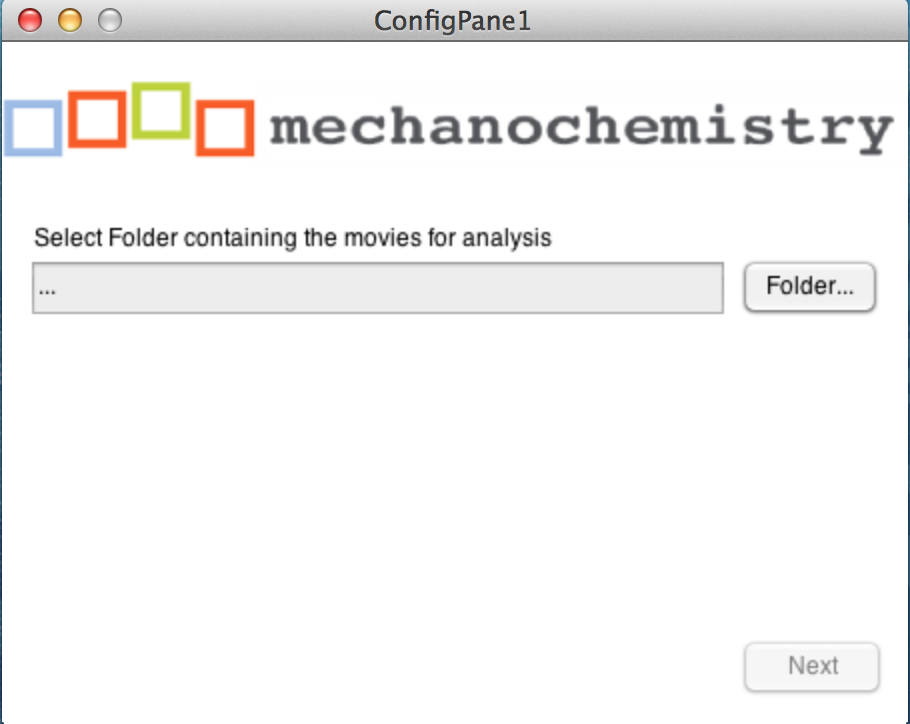 ConfigPane1
mechanochemistry
Select Folder containing the movies for analysis
...
Folder...
Next